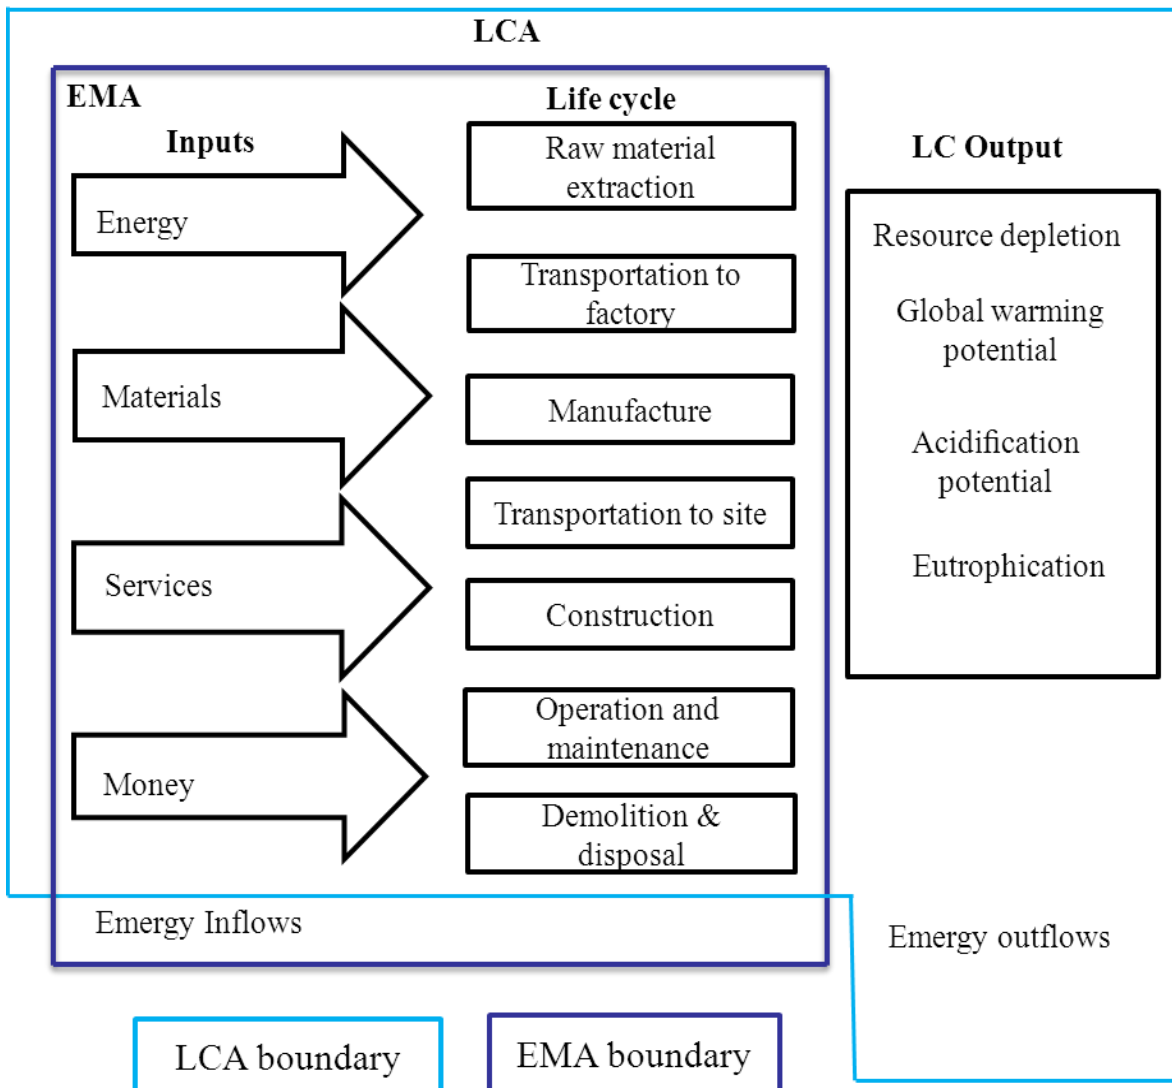 LCA
EMA
Inputs
Energy
Materials
Services
Money
Life cycle
Raw material
extraction
Transportation to
factory
Manufacture
Transportation to site
Construction
Operation and
maintenance
Demolition &
disposal
LC Output
Resource depletion
Global warming
potential
Acidification
potential
Eutrophication
Emergy Inflows
Emergy outflows
LCA boundary
EMA boundary